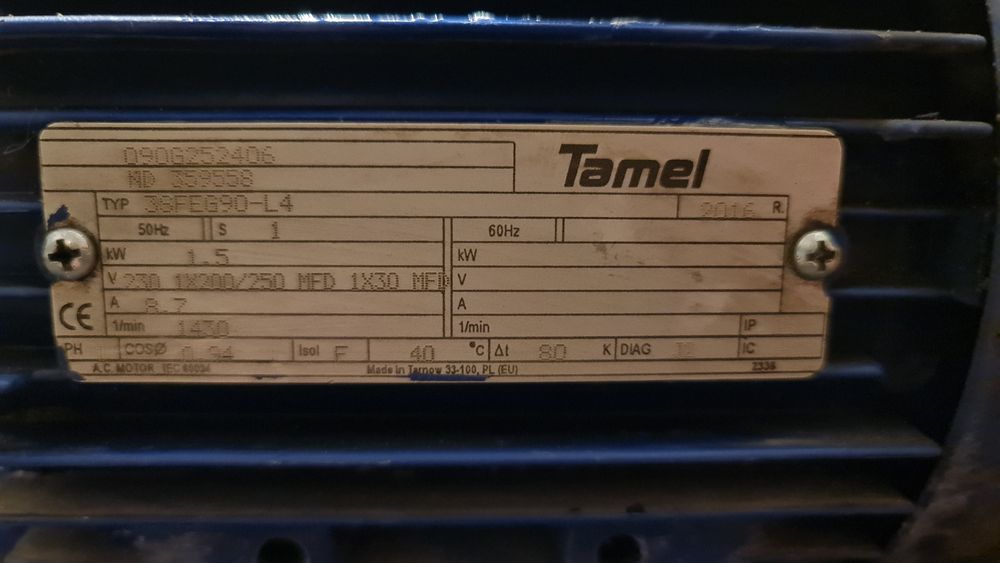 090G252406
MD 359558
Tamel
TYP 3SFEG90-L4 2016 R.
50Hz S 1 60Hz
kW 1.5 kW
V 230 1X200/250 MFD 1X30 MFD V
A 8.7 A
CE
1/min 1430 1/min IP
PH COSØ 0.94 Isol F 40 °C Δt 80 K DIAG IC
A.C. MOTOR IEC 60034 Made in Tarnow 33-100, PL (EU)